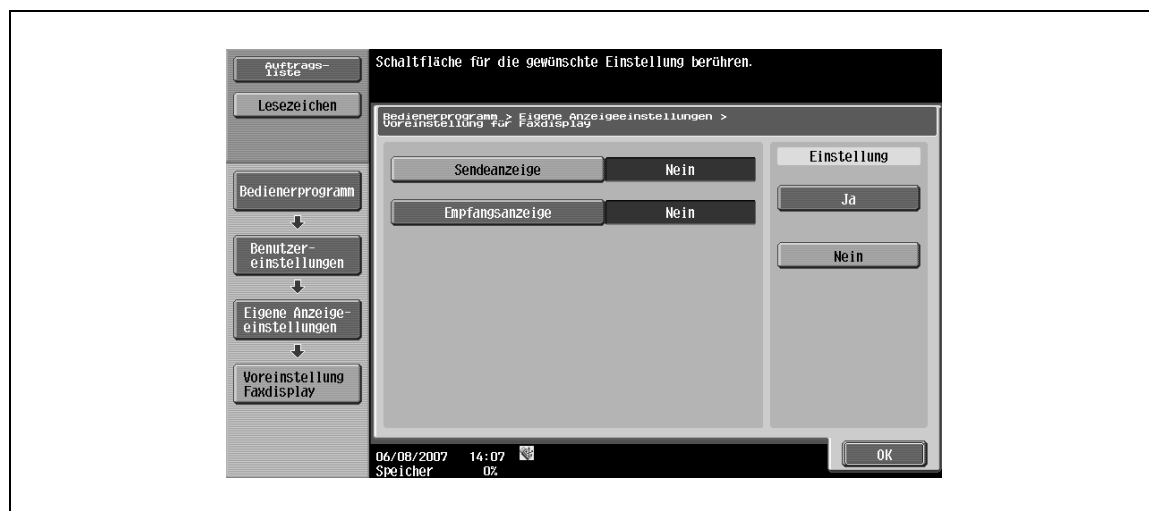 Auftrags-
liste
Schaltfläche für die gewünschte Einstellung berühren.
Lesezeichen
Bedienerprogramm > Eigene Anzeigeeinstellungen >
Voreinstellung für Faxdisplay
Sendeanzeige Nein
Einstellung
Ja
Bedienerprogramm
Empfangsanzeige Nein
Benutzer-
einstellungen
Nein
Eigene Anzeige-
einstellungen
Voreinstellung
Faxdisplay
06/08/2007 14:07
Speicher 0%
OK